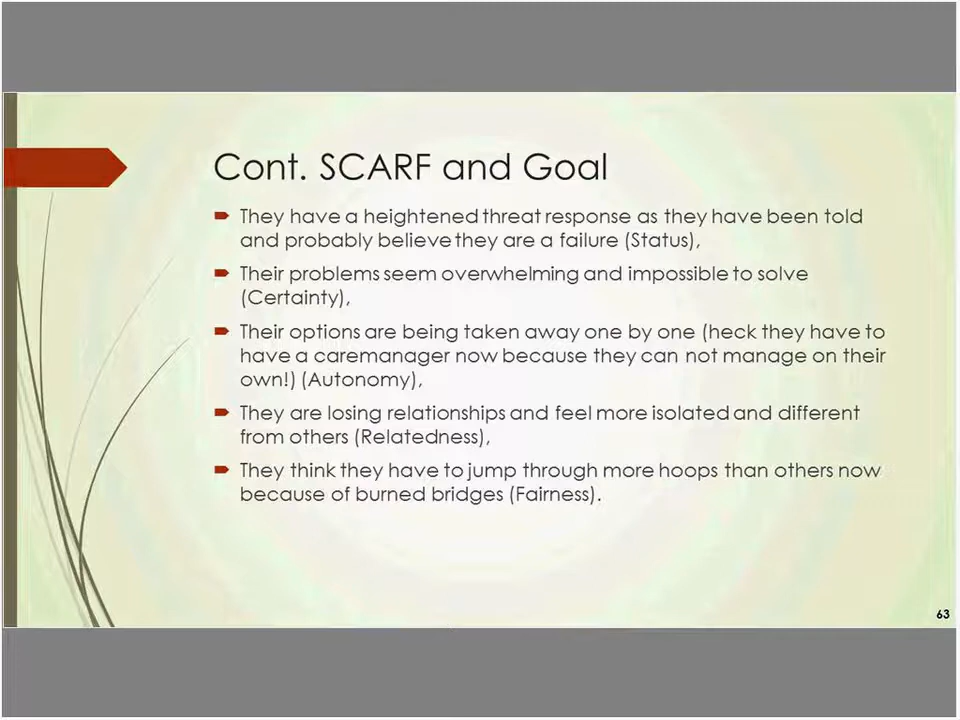 Cont. SCARF and Goal
They have a heightened threat response as they have been told
and probably believe they are a failure (Status),
Their problems seem overwhelming and impossible to solve
(Certainty),
Their options are being taken away one by one (heck they have to
have a caremanager now because they can not manage on their
own!) (Autonomy),
They are losing relationships and feel more isolated and different
from others (Relatedness),
They think they have to jump through more hoops than others now
because of burned bridges (Fairness).
63